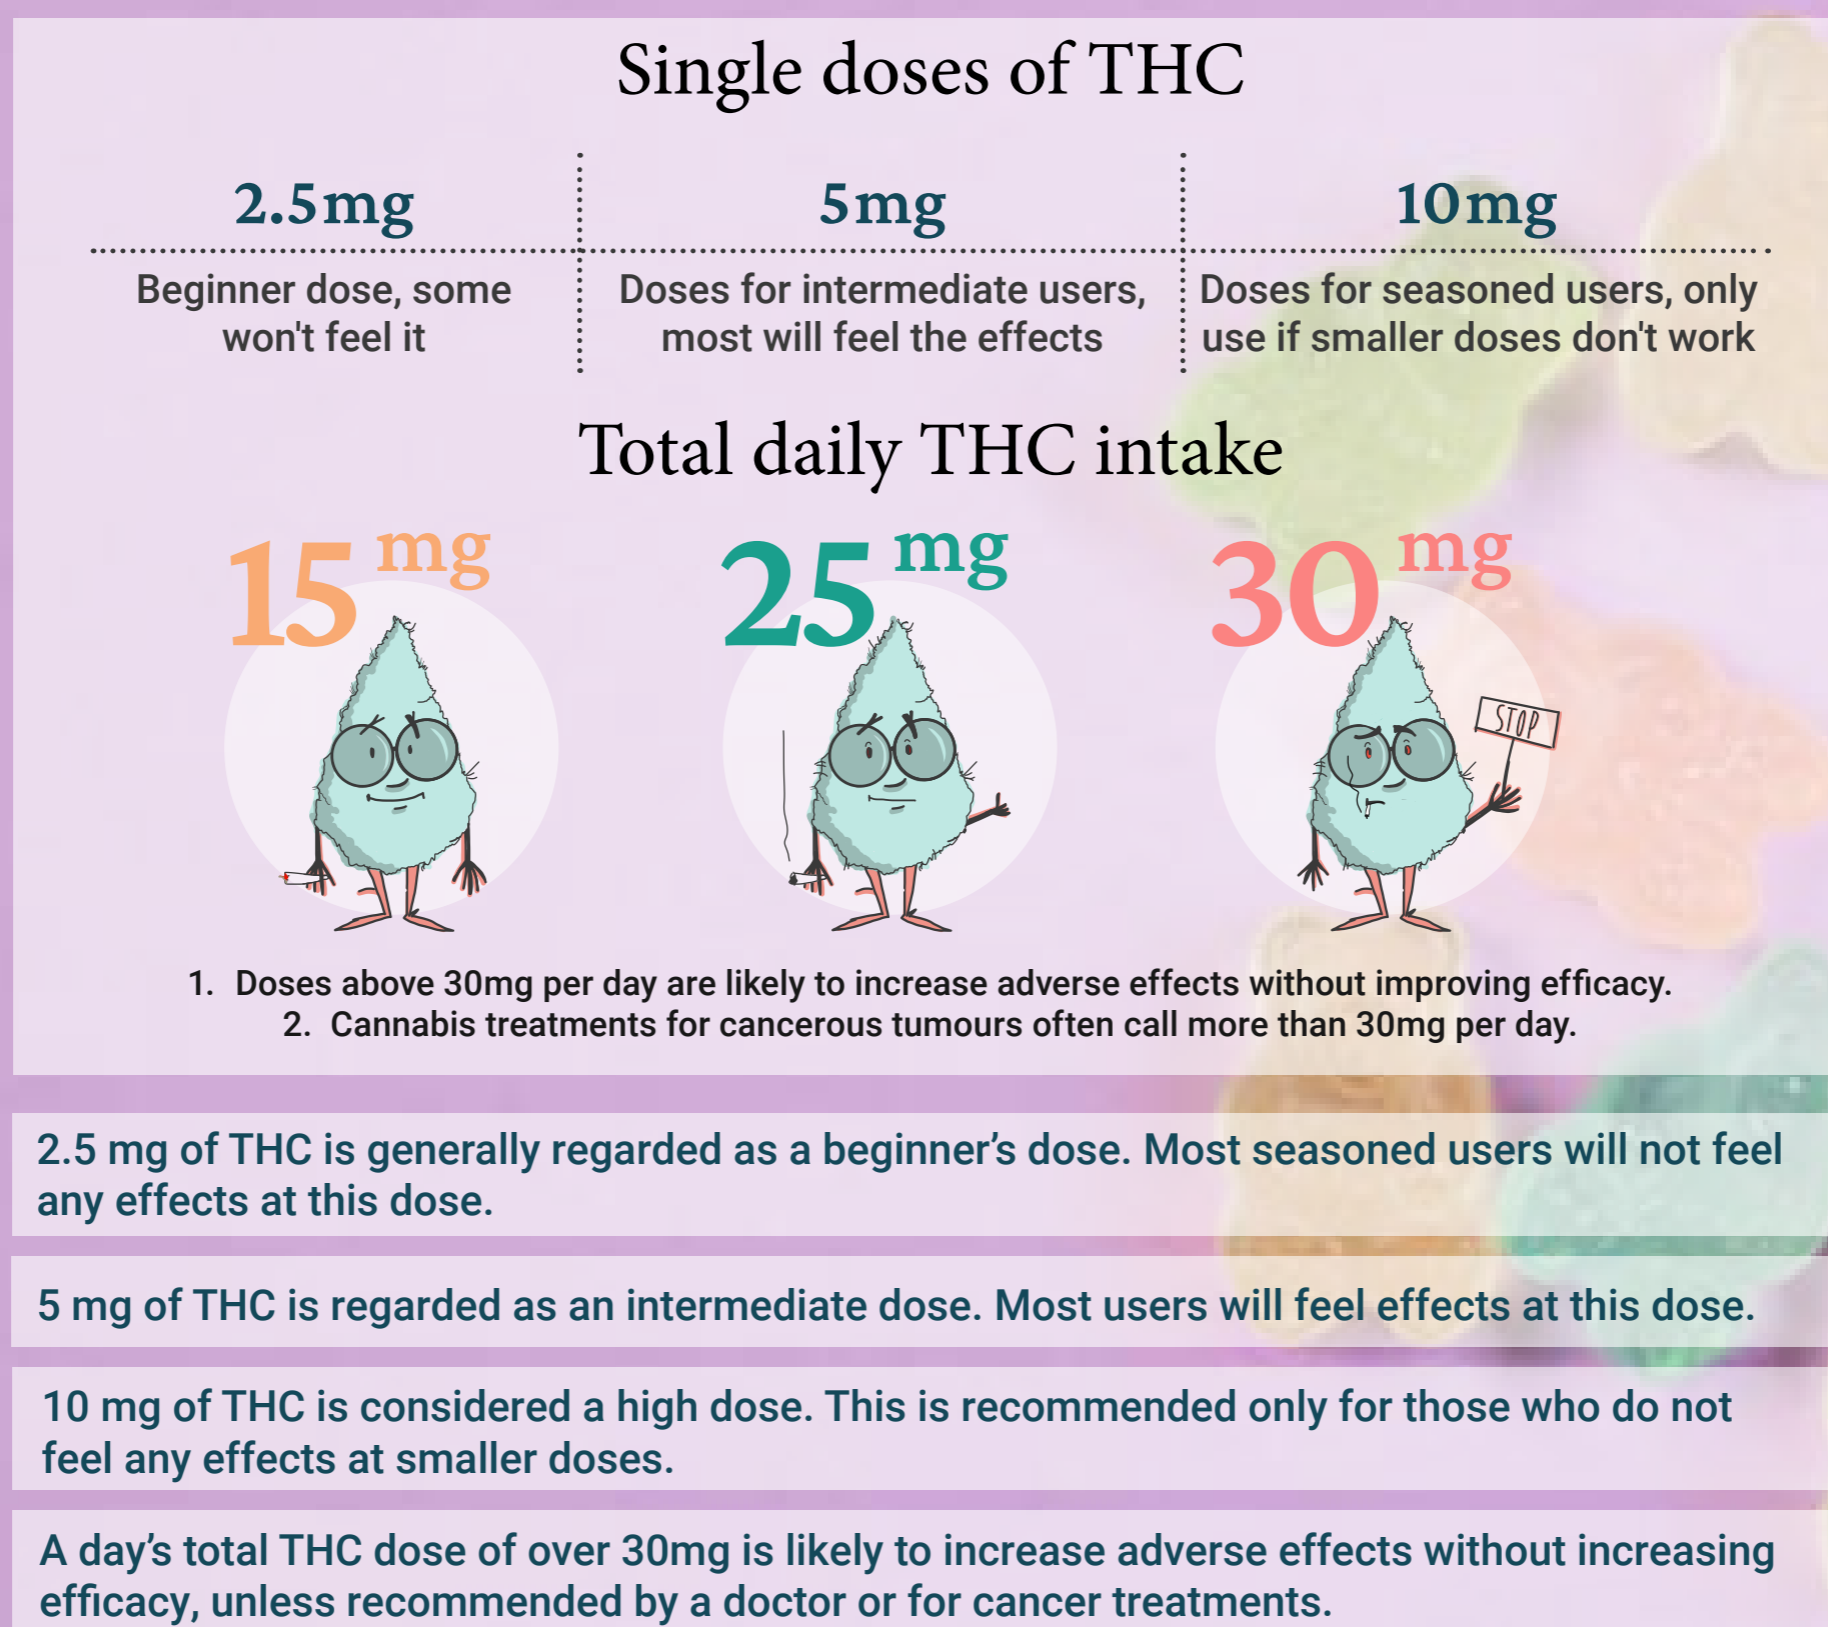 Single doses of THC
2.5mg
5mg
10mg
Beginner dose, some
won't feel it
Doses for intermediate users,
most will feel the effects
Doses for seasoned users, only
use if smaller doses don't work
Total daily THC intake
15 mg
25 mg
30 mg
STOP
1. Doses above 30mg per day are likely to increase adverse effects without improving efficacy.
2. Cannabis treatments for cancerous tumours often call more than 30mg per day.
2.5 mg of THC is generally regarded as a beginner’s dose. Most seasoned users will not feel
any effects at this dose.
5 mg of THC is regarded as an intermediate dose. Most users will feel effects at this dose.
10 mg of THC is considered a high dose. This is recommended only for those who do not
feel any effects at smaller doses.
A day’s total THC dose of over 30mg is likely to increase adverse effects without increasing
efficacy, unless recommended by a doctor or for cancer treatments.